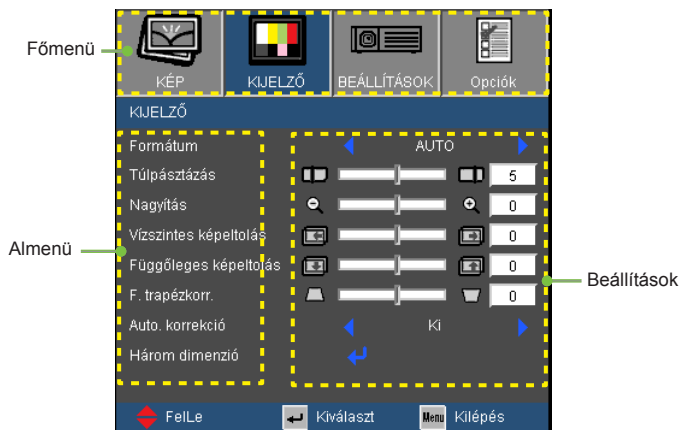 Főmenü
KÉP KIJELZŐ BEÁLLÍTÁSOK Opciók
KIJELZŐ
Formátum AUTO
Túlpásztázás 5
Nagyítás 0
Vízszintes képeltolás 0
Almenü
Függőleges képeltolás 0
Beállítások
F. trapézkorr. 0
Auto. korrekció Ki
Három dimenzió
FelLe Kiválaszt Menu Kilépés